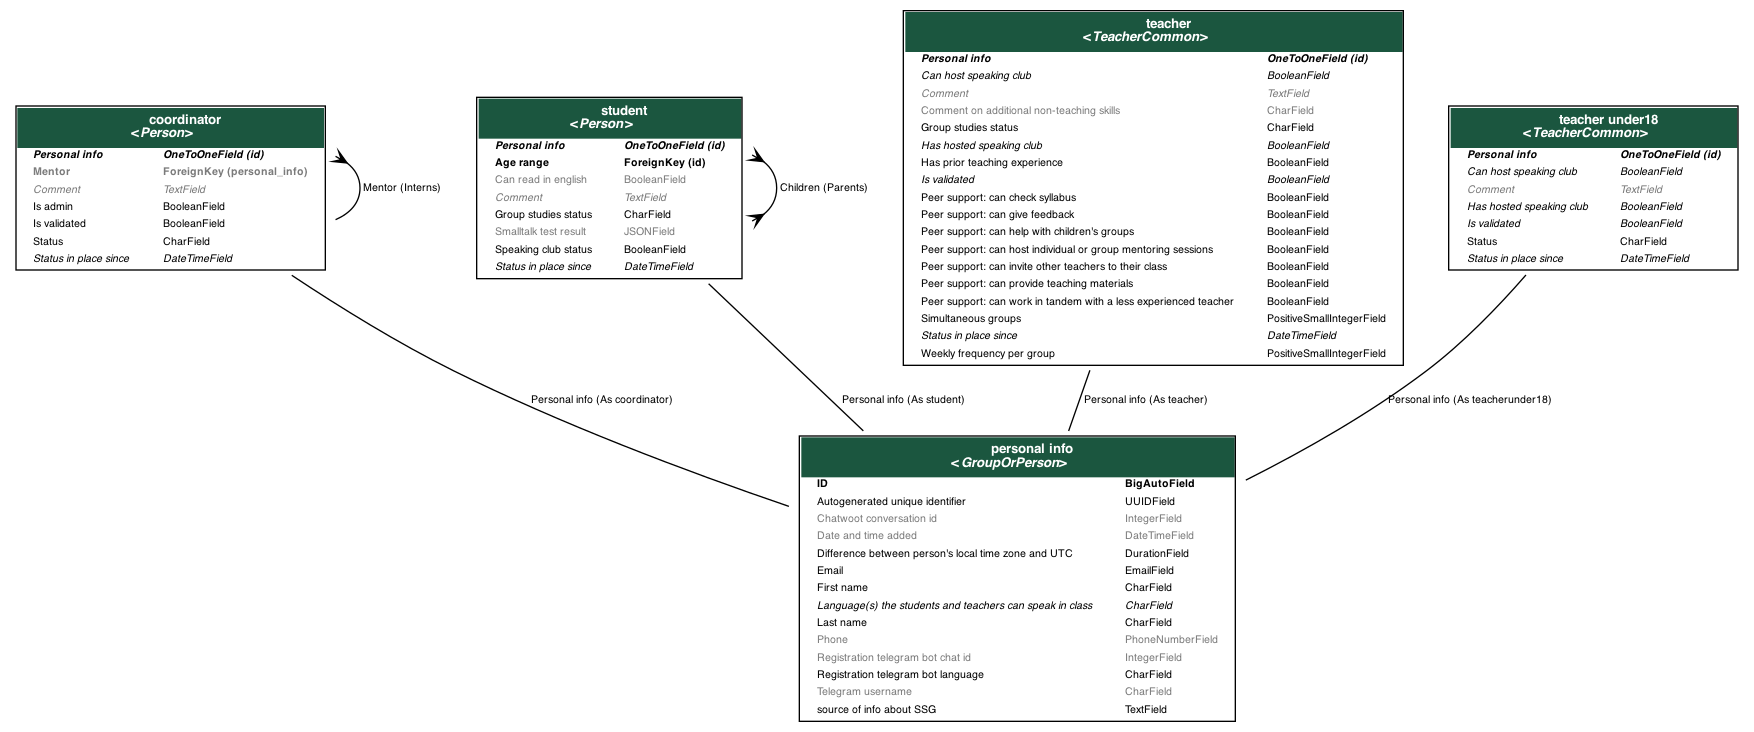 coordinator
<Person>
Personal info OneToOneField (id)
Mentor ForeignKey (personal_info)
Comment TextField
Is admin BooleanField
Is validated BooleanField
Status CharField
Status in place since DateTimeField
Mentor (Interns)
student
<Person>
Personal info OneToOneField (id)
Age range ForeignKey (id)
Can read in english BooleanField
Comment TextField
Group studies status CharField
Smalltalk test result JSONField
Speaking club status BooleanField
Status in place since DateTimeField
Children (Parents)
teacher
<TeacherCommon>
Personal info OneToOneField (id)
Can host speaking club BooleanField
Comment TextField
Comment on additional non-teaching skills CharField
Group studies status CharField
Has hosted speaking club BooleanField
Has prior teaching experience BooleanField
Is validated BooleanField
Peer support: can check syllabus BooleanField
Peer support: can give feedback BooleanField
Peer support: can help with children's groups BooleanField
Peer support: can host individual or group mentoring sessions BooleanField
Peer support: can invite other teachers to their class BooleanField
Peer support: can provide teaching materials BooleanField
Peer support: can work in tandem with a less experienced teacher BooleanField
Simultaneous groups PositiveSmallIntegerField
Status in place since DateTimeField
Weekly frequency per group PositiveSmallIntegerField
teacher under18
<TeacherCommon>
Personal info OneToOneField (id)
Can host speaking club BooleanField
Comment TextField
Has hosted speaking club BooleanField
Is validated BooleanField
Status CharField
Status in place since DateTimeField
Personal info (As coordinator)
Personal info (As student)
Personal info (As teacher)
Personal info (As teacherunder18)
personal info
<GroupOrPerson>
ID BigAutoField
Autogenerated unique identifier UUIDField
Chatwoot conversation id IntegerField
Date and time added DateTimeField
Difference between person's local time zone and UTC DurationField
Email EmailField
First name CharField
Language(s) the students and teachers can speak in class CharField
Last name CharField
Phone PhoneNumberField
Registration telegram bot chat id IntegerField
Registration telegram bot language CharField
Telegram username CharField
source of info about SSG TextField